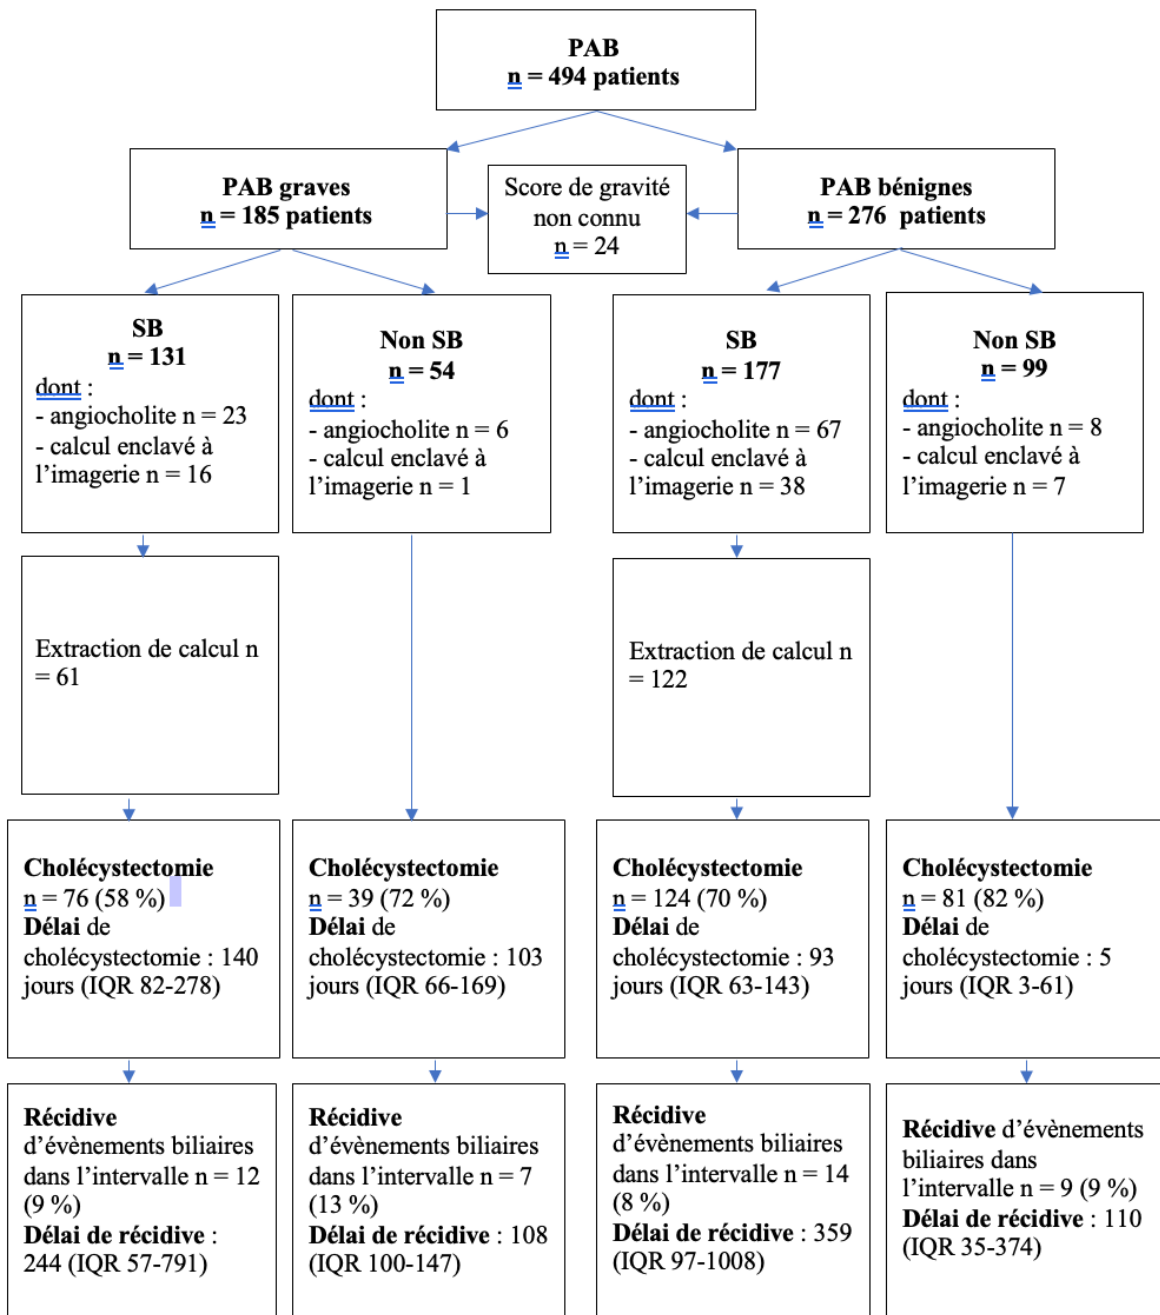 PAB
n = 494 patients
PAB graves
n = 185 patients
Score de gravité
non connu
n = 24
PAB bénignes
n = 276 patients
SB
n = 131
dont :
- angiocholite n = 23
- calcul enclavé à
l’imagerie n = 16
Non SB
n = 54
dont :
- angiocholite n = 6
- calcul enclavé à
l’imagerie n = 1
SB
n = 177
dont :
- angiocholite n = 67
- calcul enclavé à
l’imagerie n = 38
Non SB
n = 99
dont :
- angiocholite n = 8
- calcul enclavé à
l’imagerie n = 7
Extraction de calcul n
= 61
Extraction de calcul n
= 122
Cholécystectomie
n = 76 (58 %)
Délai de
cholécystectomie : 140
jours (IQR 82-278)
Cholécystectomie
n = 39 (72 %)
Délai de
cholécystectomie : 103
jours (IQR 66-169)
Cholécystectomie
n = 124 (70 %)
Délai de
cholécystectomie : 93
jours (IQR 63-143)
Cholécystectomie
n = 81 (82 %)
Délai de
cholécystectomie : 5
jours (IQR 3-61)
Récidive
d’évènements biliaires
dans l’intervalle n = 12
(9 %)
Délai de récidive :
244 (IQR 57-791)
Récidive
d’évènements biliaires
dans l’intervalle n = 7
(13 %)
Délai de récidive : 108
(IQR 100-147)
Récidive
d’évènements biliaires
dans l’intervalle n = 14
(8 %)
Délai de récidive : 359
(IQR 97-1008)
Récidive d’évènements
biliaires dans
l’intervalle n = 9 (9 %)
Délai de récidive : 110
(IQR 35-374)